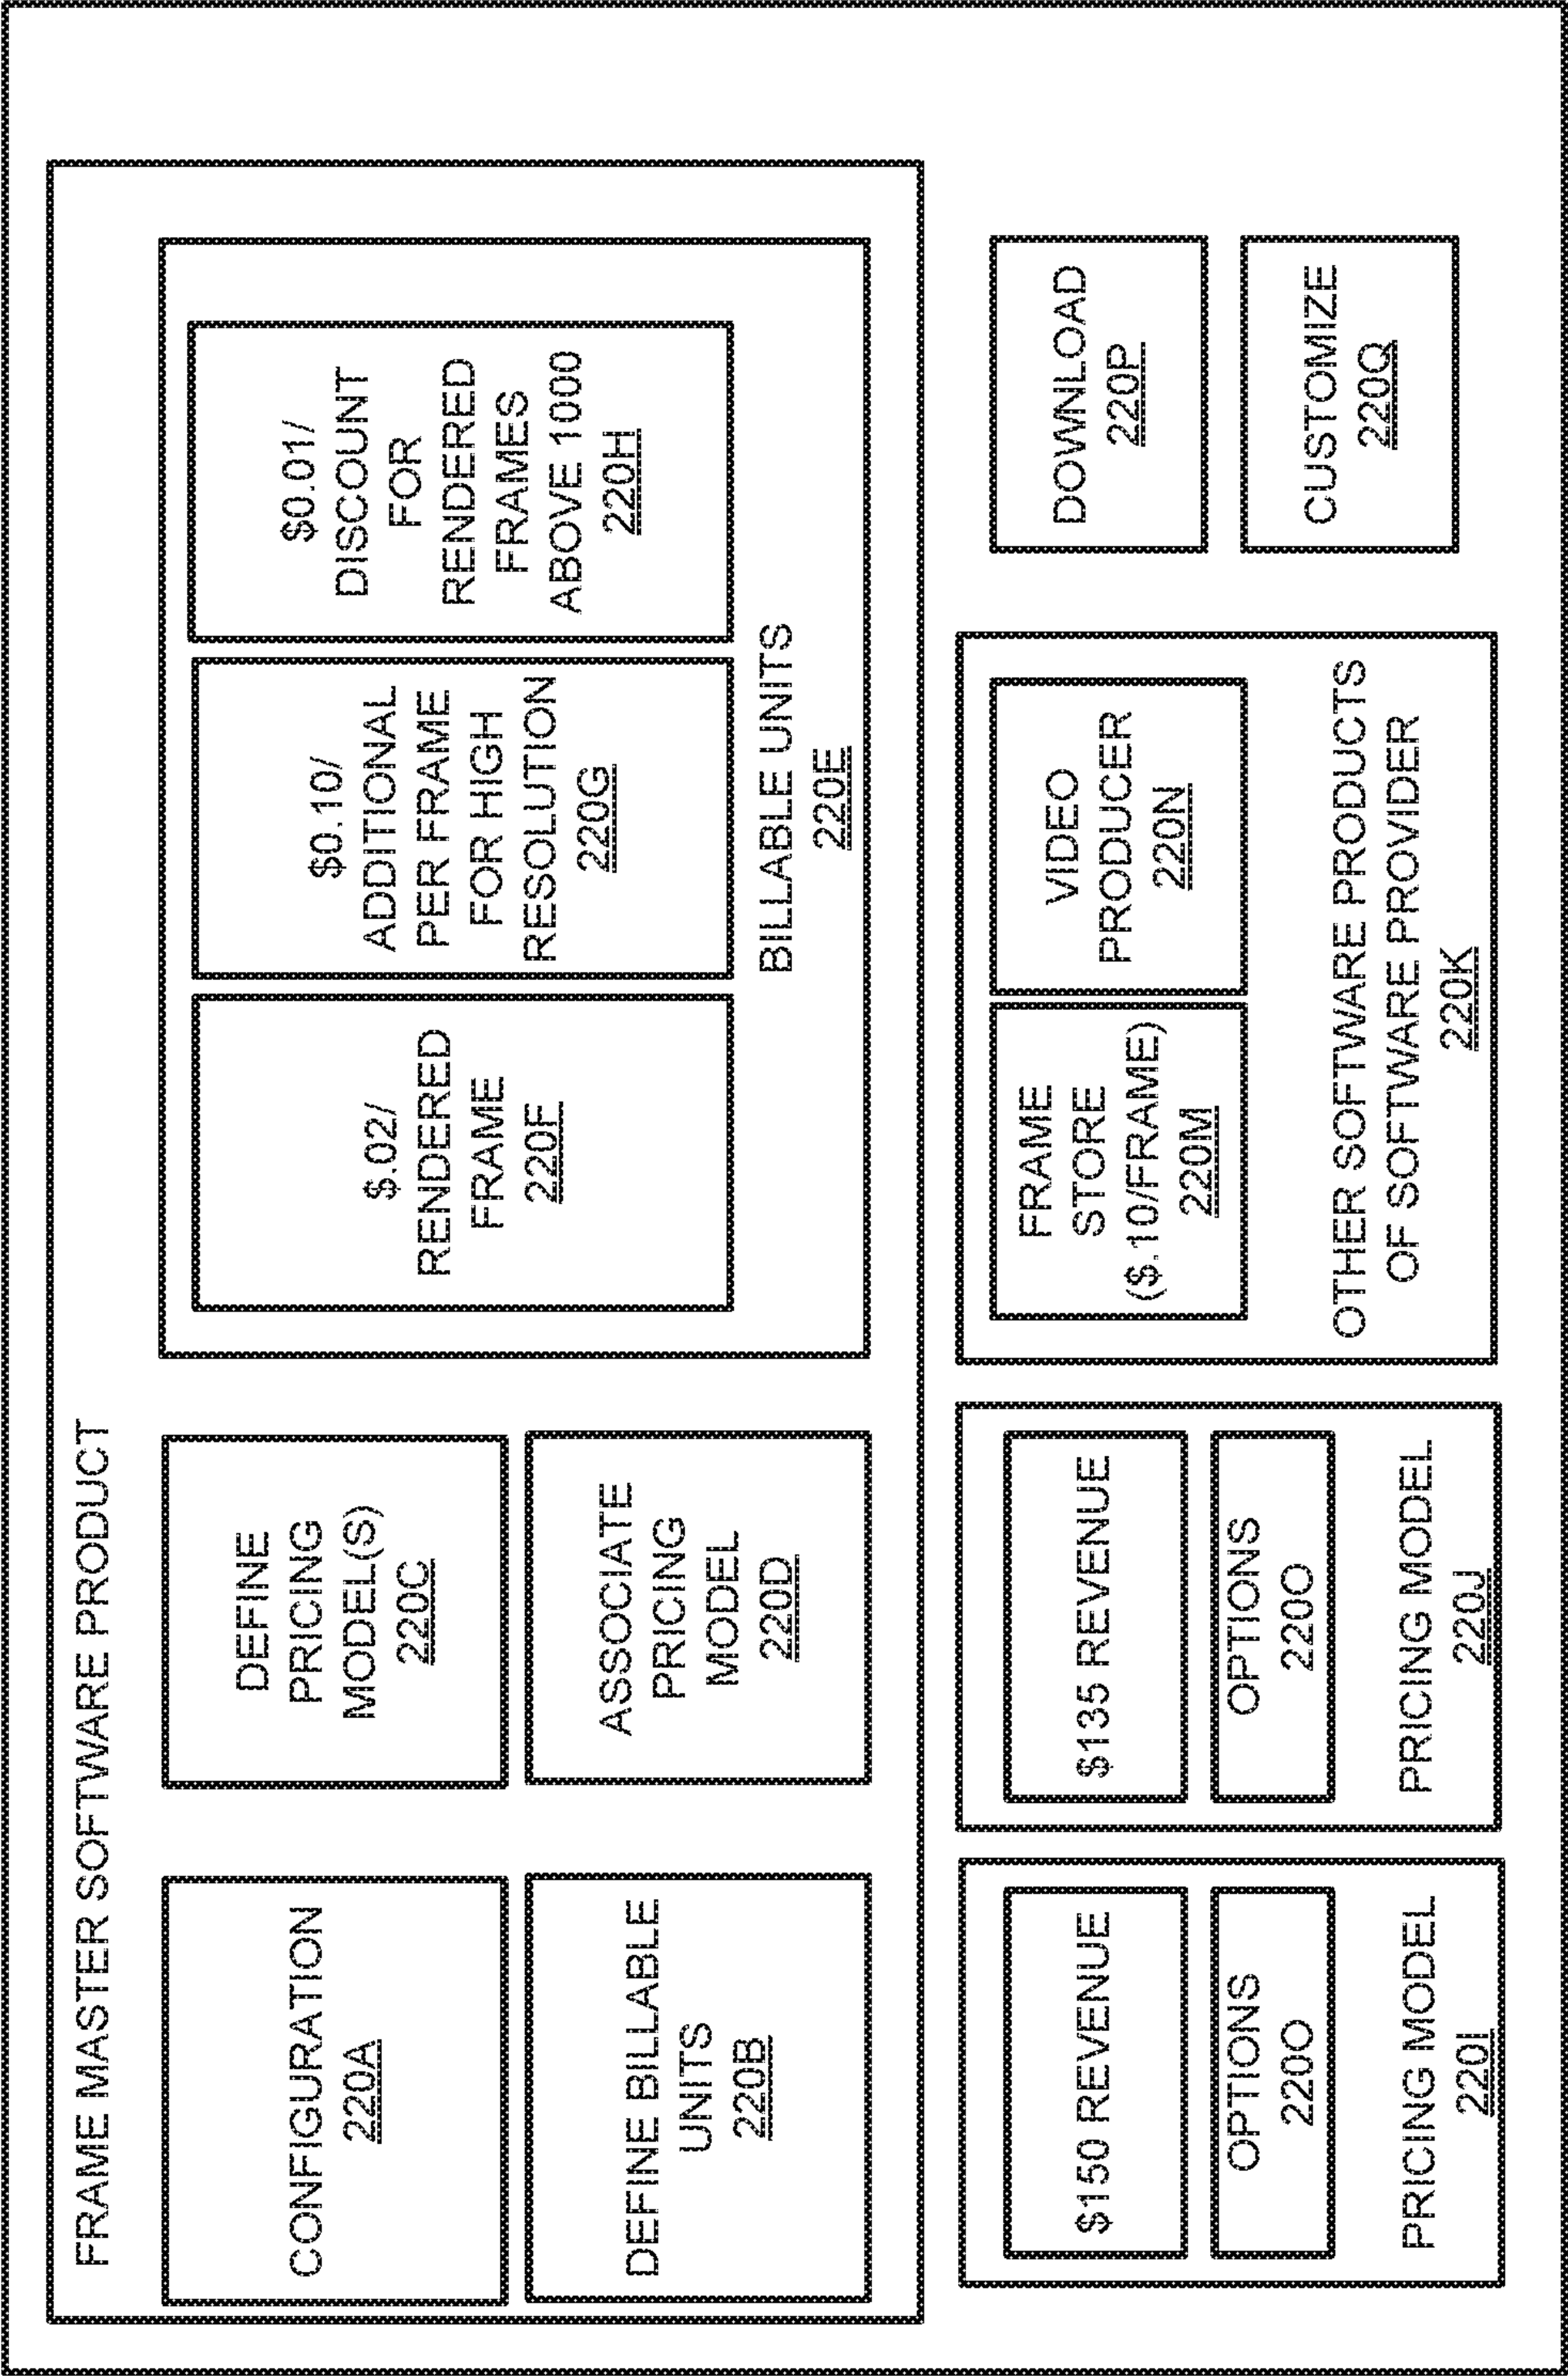 FRAME MASTER SOFTWARE PRODUCT
CONFIGURATION
220A
DEFINE BILLABLE
UNITS
220B
DEFINE
PRICING
MODEL(S)
220C
ASSOCIATE
PRICING
MODEL
220D
$.02/
RENDERED
FRAME
220F
$0.10/
ADDITIONAL
PER FRAME
FOR HIGH
RESOLUTION
220G
$0.01/
DISCOUNT
FOR
RENDERED
FRAMES
ABOVE 1000
220H
BILLABLE UNITS
220E
$150 REVENUE
OPTIONS
220O
PRICING MODEL
220I
$135 REVENUE
OPTIONS
220O
PRICING MODEL
220J
FRAME
STORE
($.10/FRAME)
220M
VIDEO
PRODUCER
220N
OTHER SOFTWARE PRODUCTS
OF SOFTWARE PROVIDER
220K
DOWNLOAD
220P
CUSTOMIZE
220Q